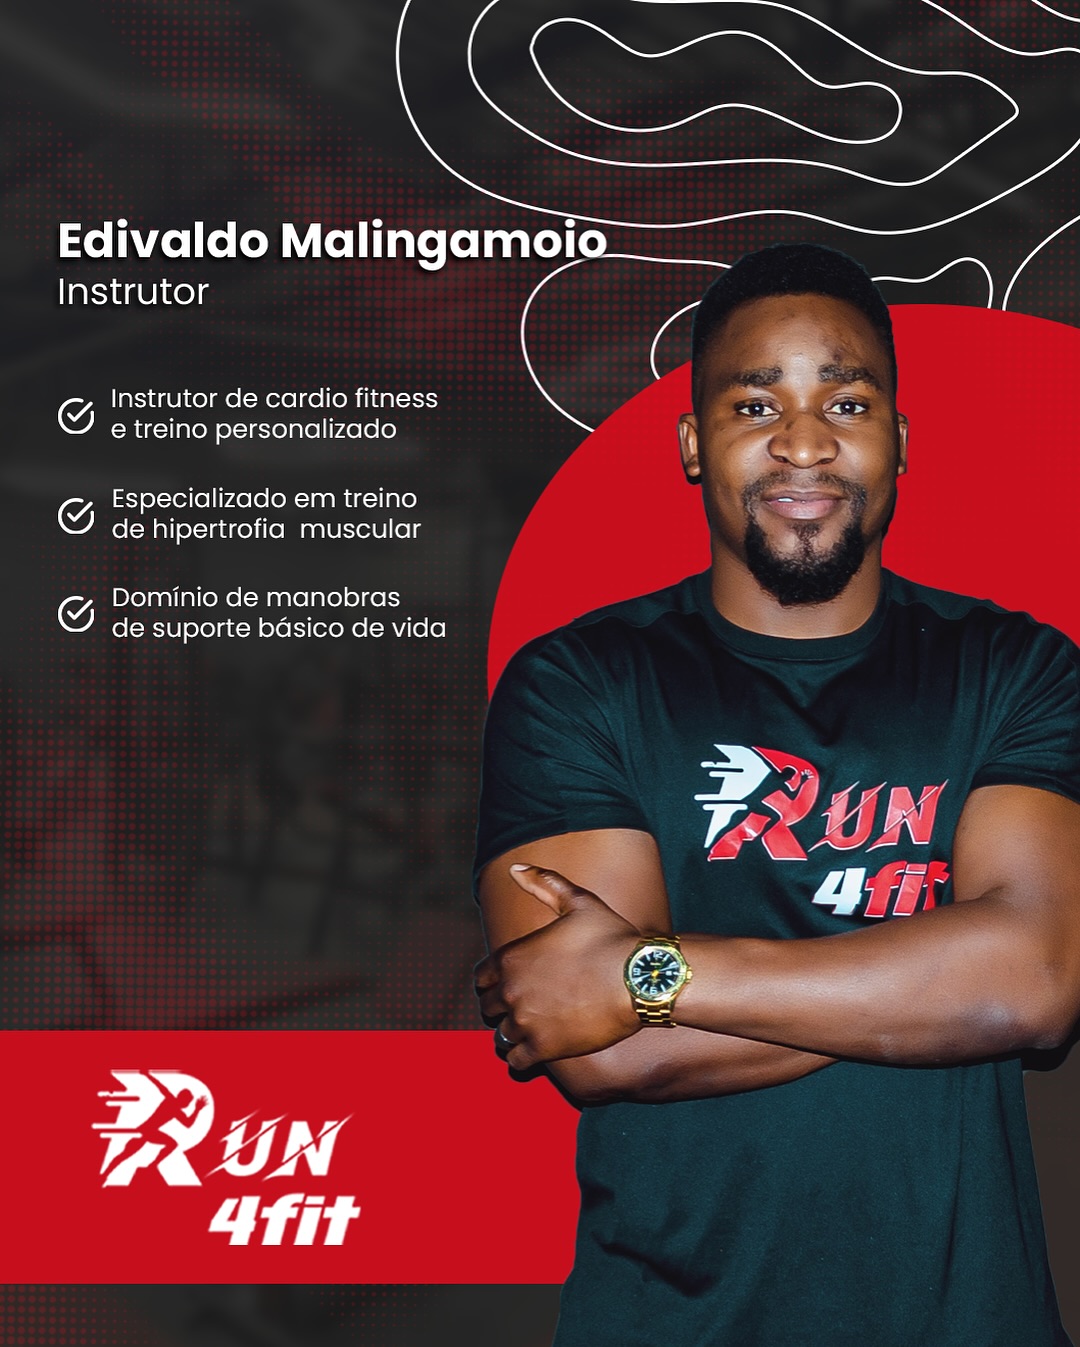 Edivaldo Malingamoio
Instrutor
Instrutor de cardio fitness
e treino personalizado
Especializado em treino
de hipertrofia  muscular
Domínio de manobras
de suporte básico de vida
RUN
4fit
RUN
4fit